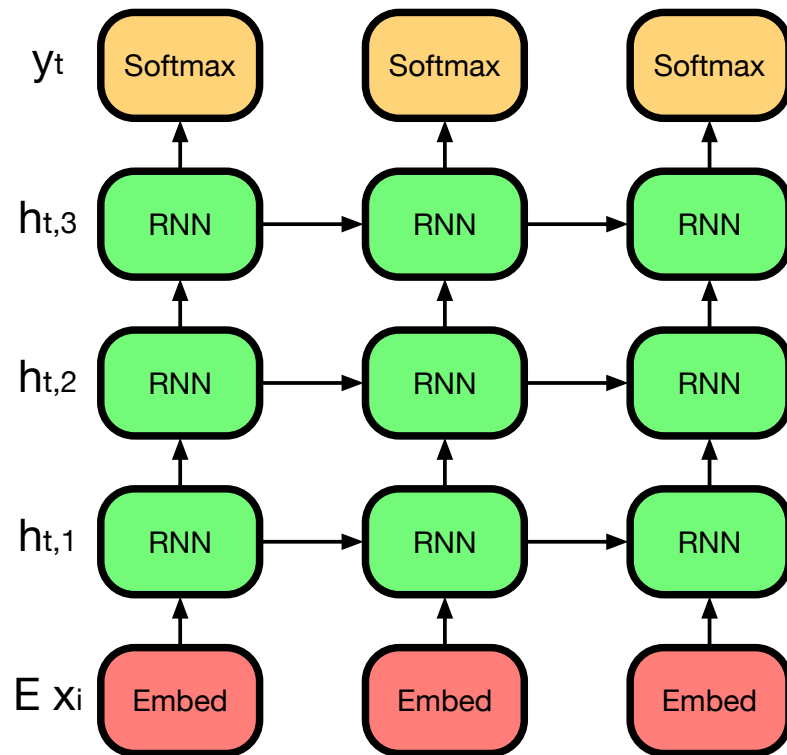 yt Softmax Softmax Softmax
ht,3 RNN RNN RNN
ht,2 RNN RNN RNN
ht,1 RNN RNN RNN
E xi Embed Embed Embed